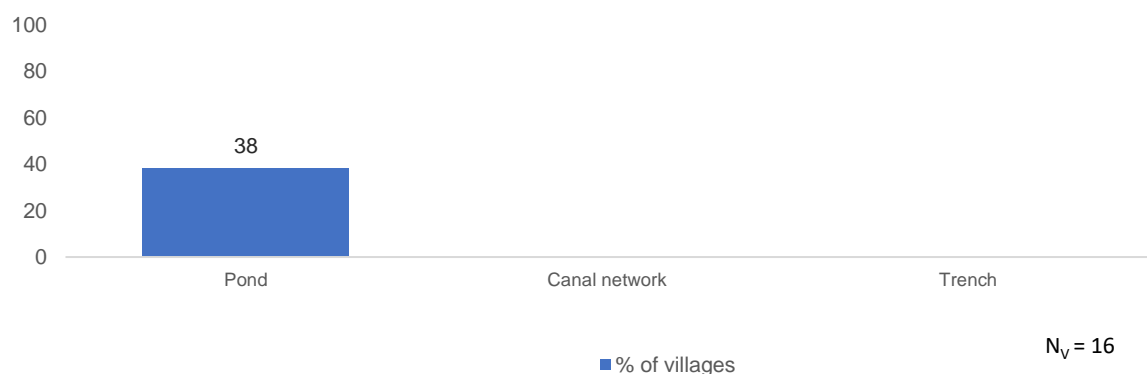 100
80
60
40
20
0
38
Pond Canal network Trench
% of villages
Nᵥ = 16